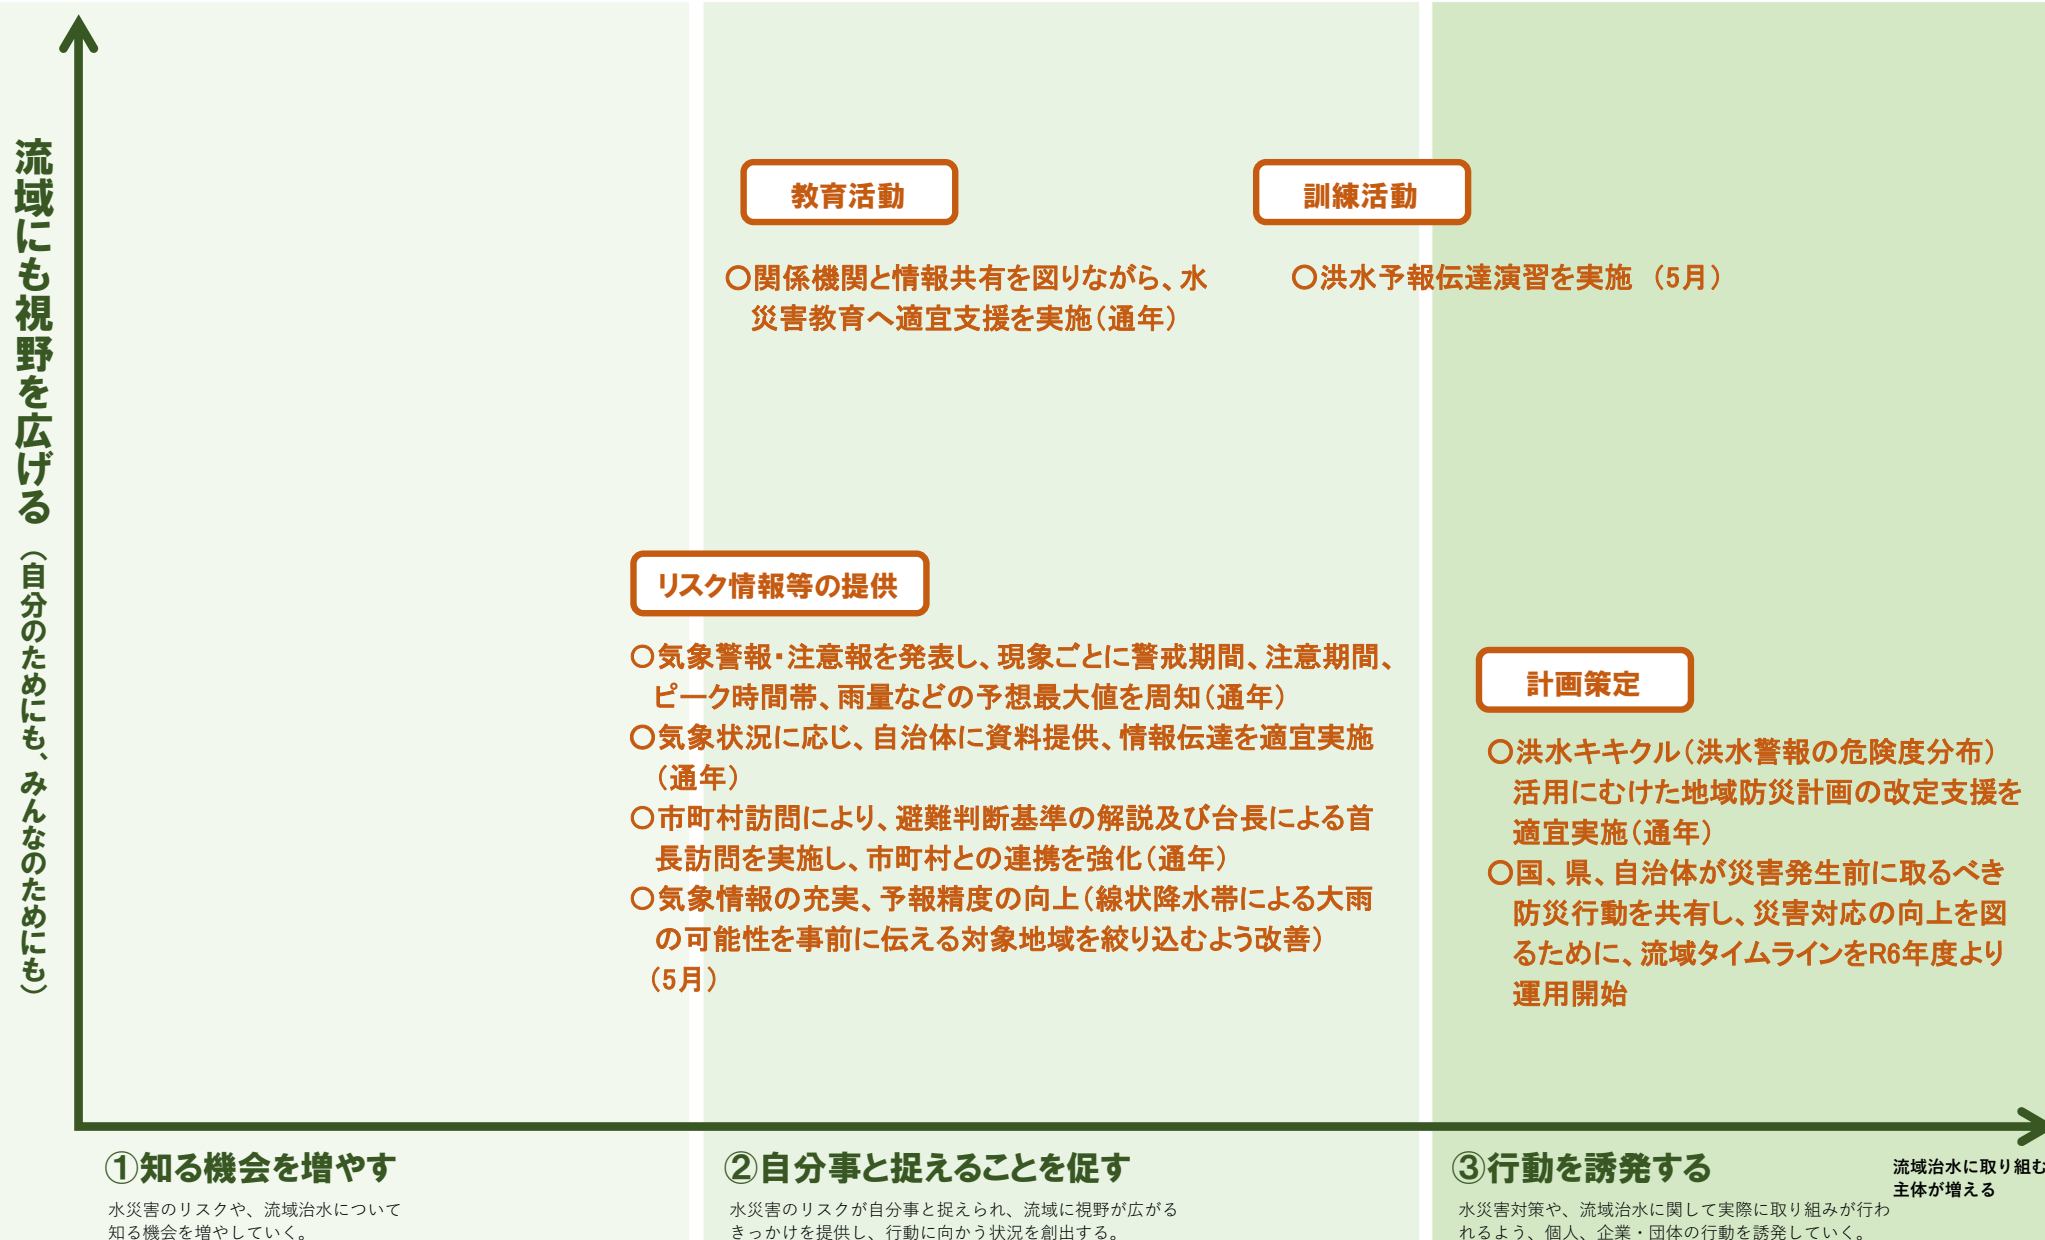 流域にも視野を広げる（自分のためにも、みんなのためにも）
教育活動
〇関係機関と情報共有を図りながら、水
災害教育へ適宜支援を実施（通年）
訓練活動
〇洪水予報伝達演習を実施 （5月）
リスク情報等の提供
〇気象警報・注意報を発表し、現象ごとに警戒期間、注意期間、
ピーク時間帯、雨量などの予想最大値を周知（通年）
〇気象状況に応じ、自治体に資料提供、情報伝達を適宜実施
（通年）
〇市町村訪問により、避難判断基準の解説及び台長による首
長訪問を実施し、市町村との連携を強化（通年）
〇気象情報の充実、予報精度の向上（線状降水帯による大雨
の可能性を事前に伝える対象地域を絞り込むよう改善）
（5月）
計画策定
〇洪水キキクル（洪水警報の危険度分布）
活用にむけた地域防災計画の改定支援を
適宜実施（通年）
〇国、県、自治体が災害発生前に取るべき
防災行動を共有し、災害対応の向上を図
るために、流域タイムラインをR6年度より
運用開始
①知る機会を増やす
水災害のリスクや、流域治水について
知る機会を増やしていく。
②自分事と捉えることを促す
水災害のリスクが自分事と捉えられ、流域に視野が広がる
きっかけを提供し、行動に向かう状況を創出する。
③行動を誘発する
水災害対策や、流域治水に関して実際に取り組みが行わ
れるよう、個人、企業・団体の行動を誘発していく。
流域治水に取り組む
主体が増える